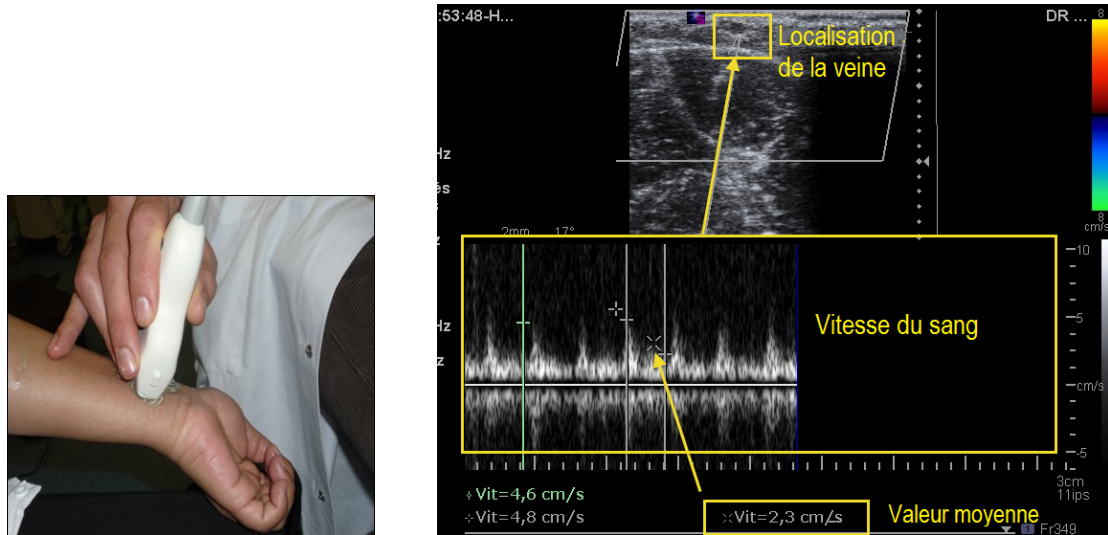 :53:48-H...
DR ...
8
Localisation
de la veine
Hz
és
z
8
cm/s
2mm 17°
10
5
Vitesse du sang
Hz
z
cm/s
-5
3cm
11ips
Vit=4,6 cm/s
Vit=4,8 cm/s
Vit=2,3 cm/s
Valeur moyenne
1 Fr349